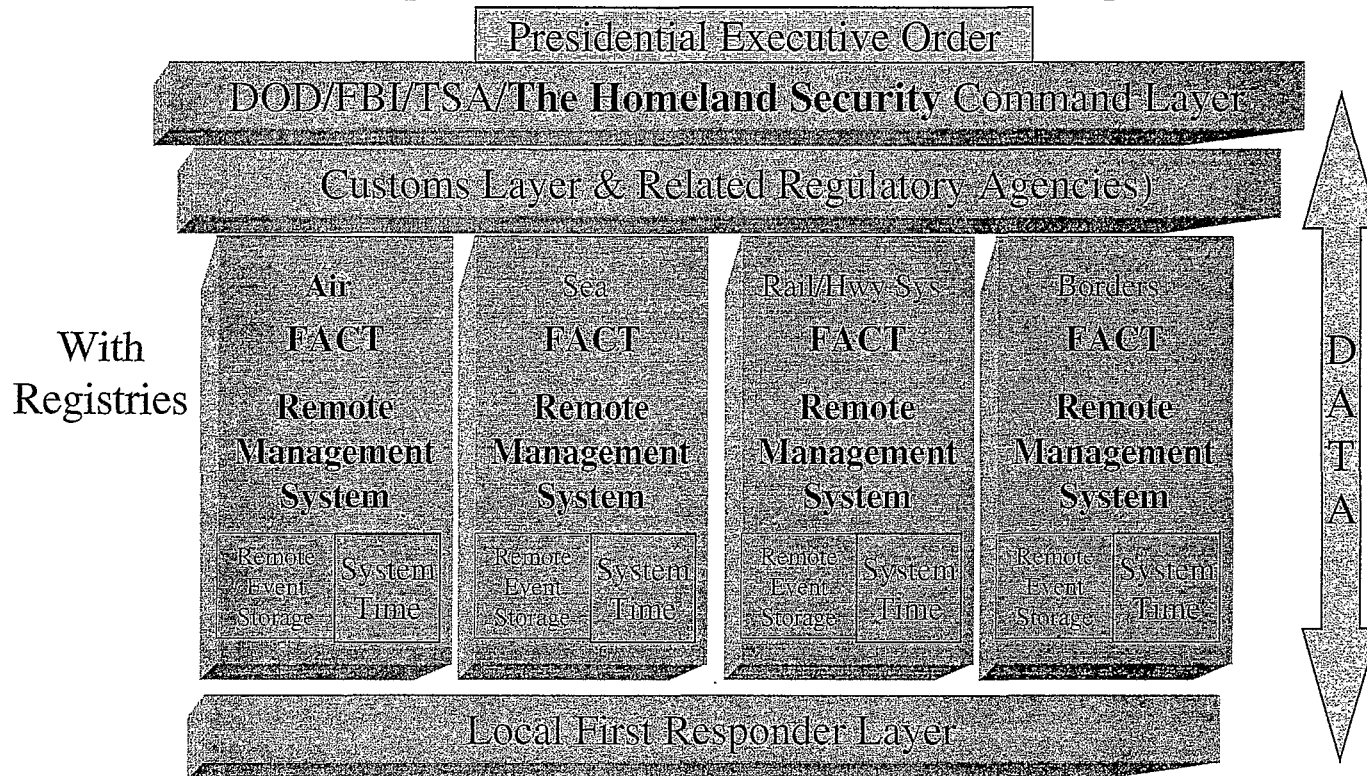 Presidential Executive Order
DOD/FBI/TSA/The Homeland Security Command Layer
Customs Layer & Related Regulatory Agencies)
With
Registries
Air
FACT
Remote
Management
System
Remote
Event
Storage
System
Time
Sea
FACT
Remote
Management
System
Remote
Event
Storage
System
Time
Rail/Hwy Sys
FACT
Remote
Management
System
Remote
Event
Storage
System
Time
Borders
FACT
Remote
Management
System
Remote
Event
Storage
System
Time
D
A
T
A
Local First Responder Layer